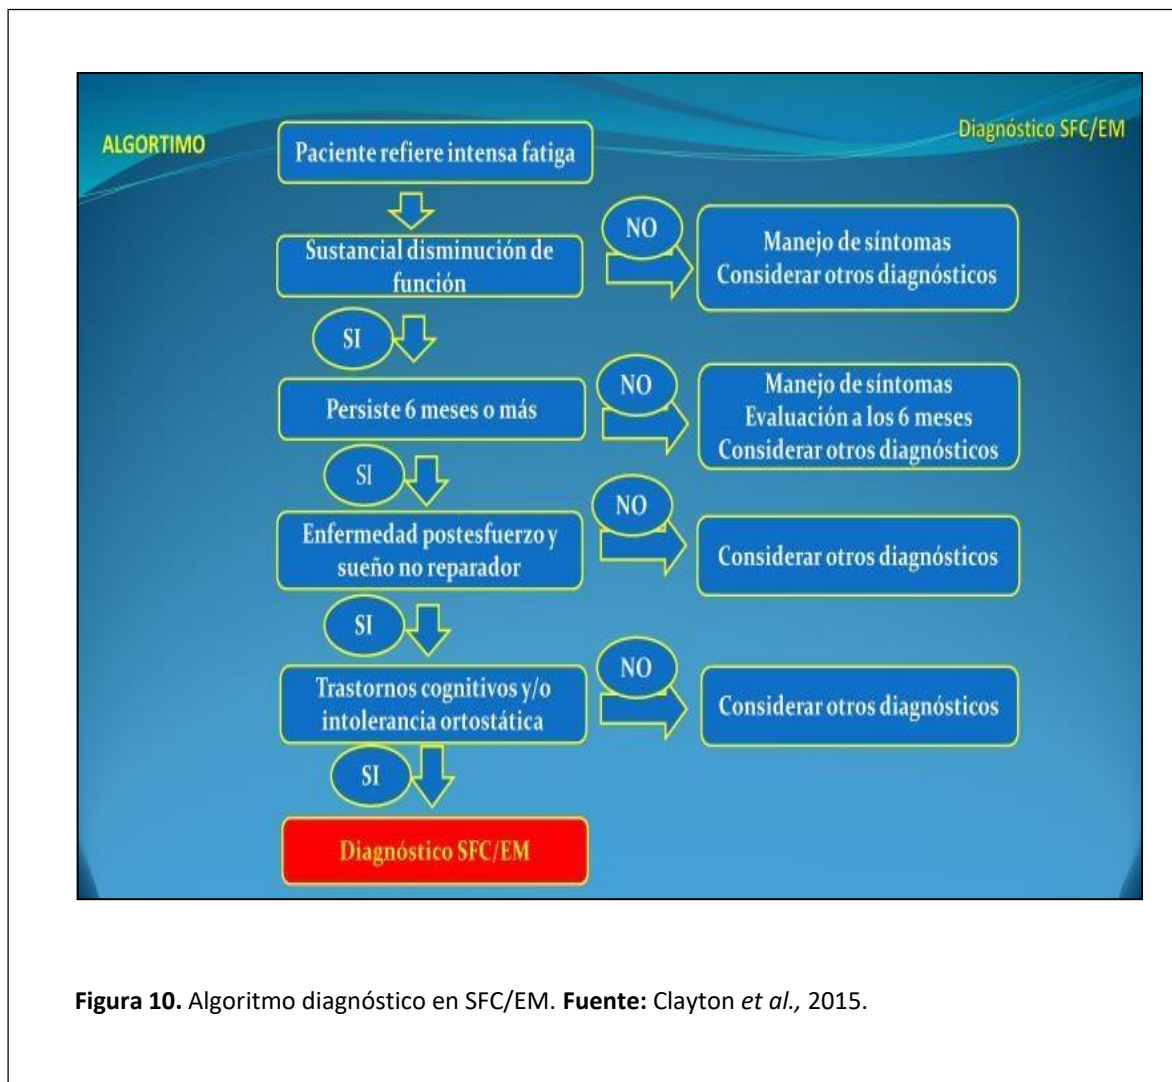 ALGORTIMO
Diagnóstico SFC/EM
Paciente refiere intensa fatiga
Sustancial disminución de
función
NO
Manejo de síntomas
Considerar otros diagnósticos
SI
Persiste 6 meses o más
NO
Manejo de síntomas
Evaluación a los 6 meses
Considerar otros diagnósticos
SI
Enfermedad postesfuerzo y
sueño no reparador
NO
Considerar otros diagnósticos
SI
Trastornos cognitivos y/o
intolerancia ortostática
NO
Considerar otros diagnósticos
SI
Diagnóstico SFC/EM
Figura 10. Algoritmo diagnóstico en SFC/EM. Fuente: Clayton et al., 2015.